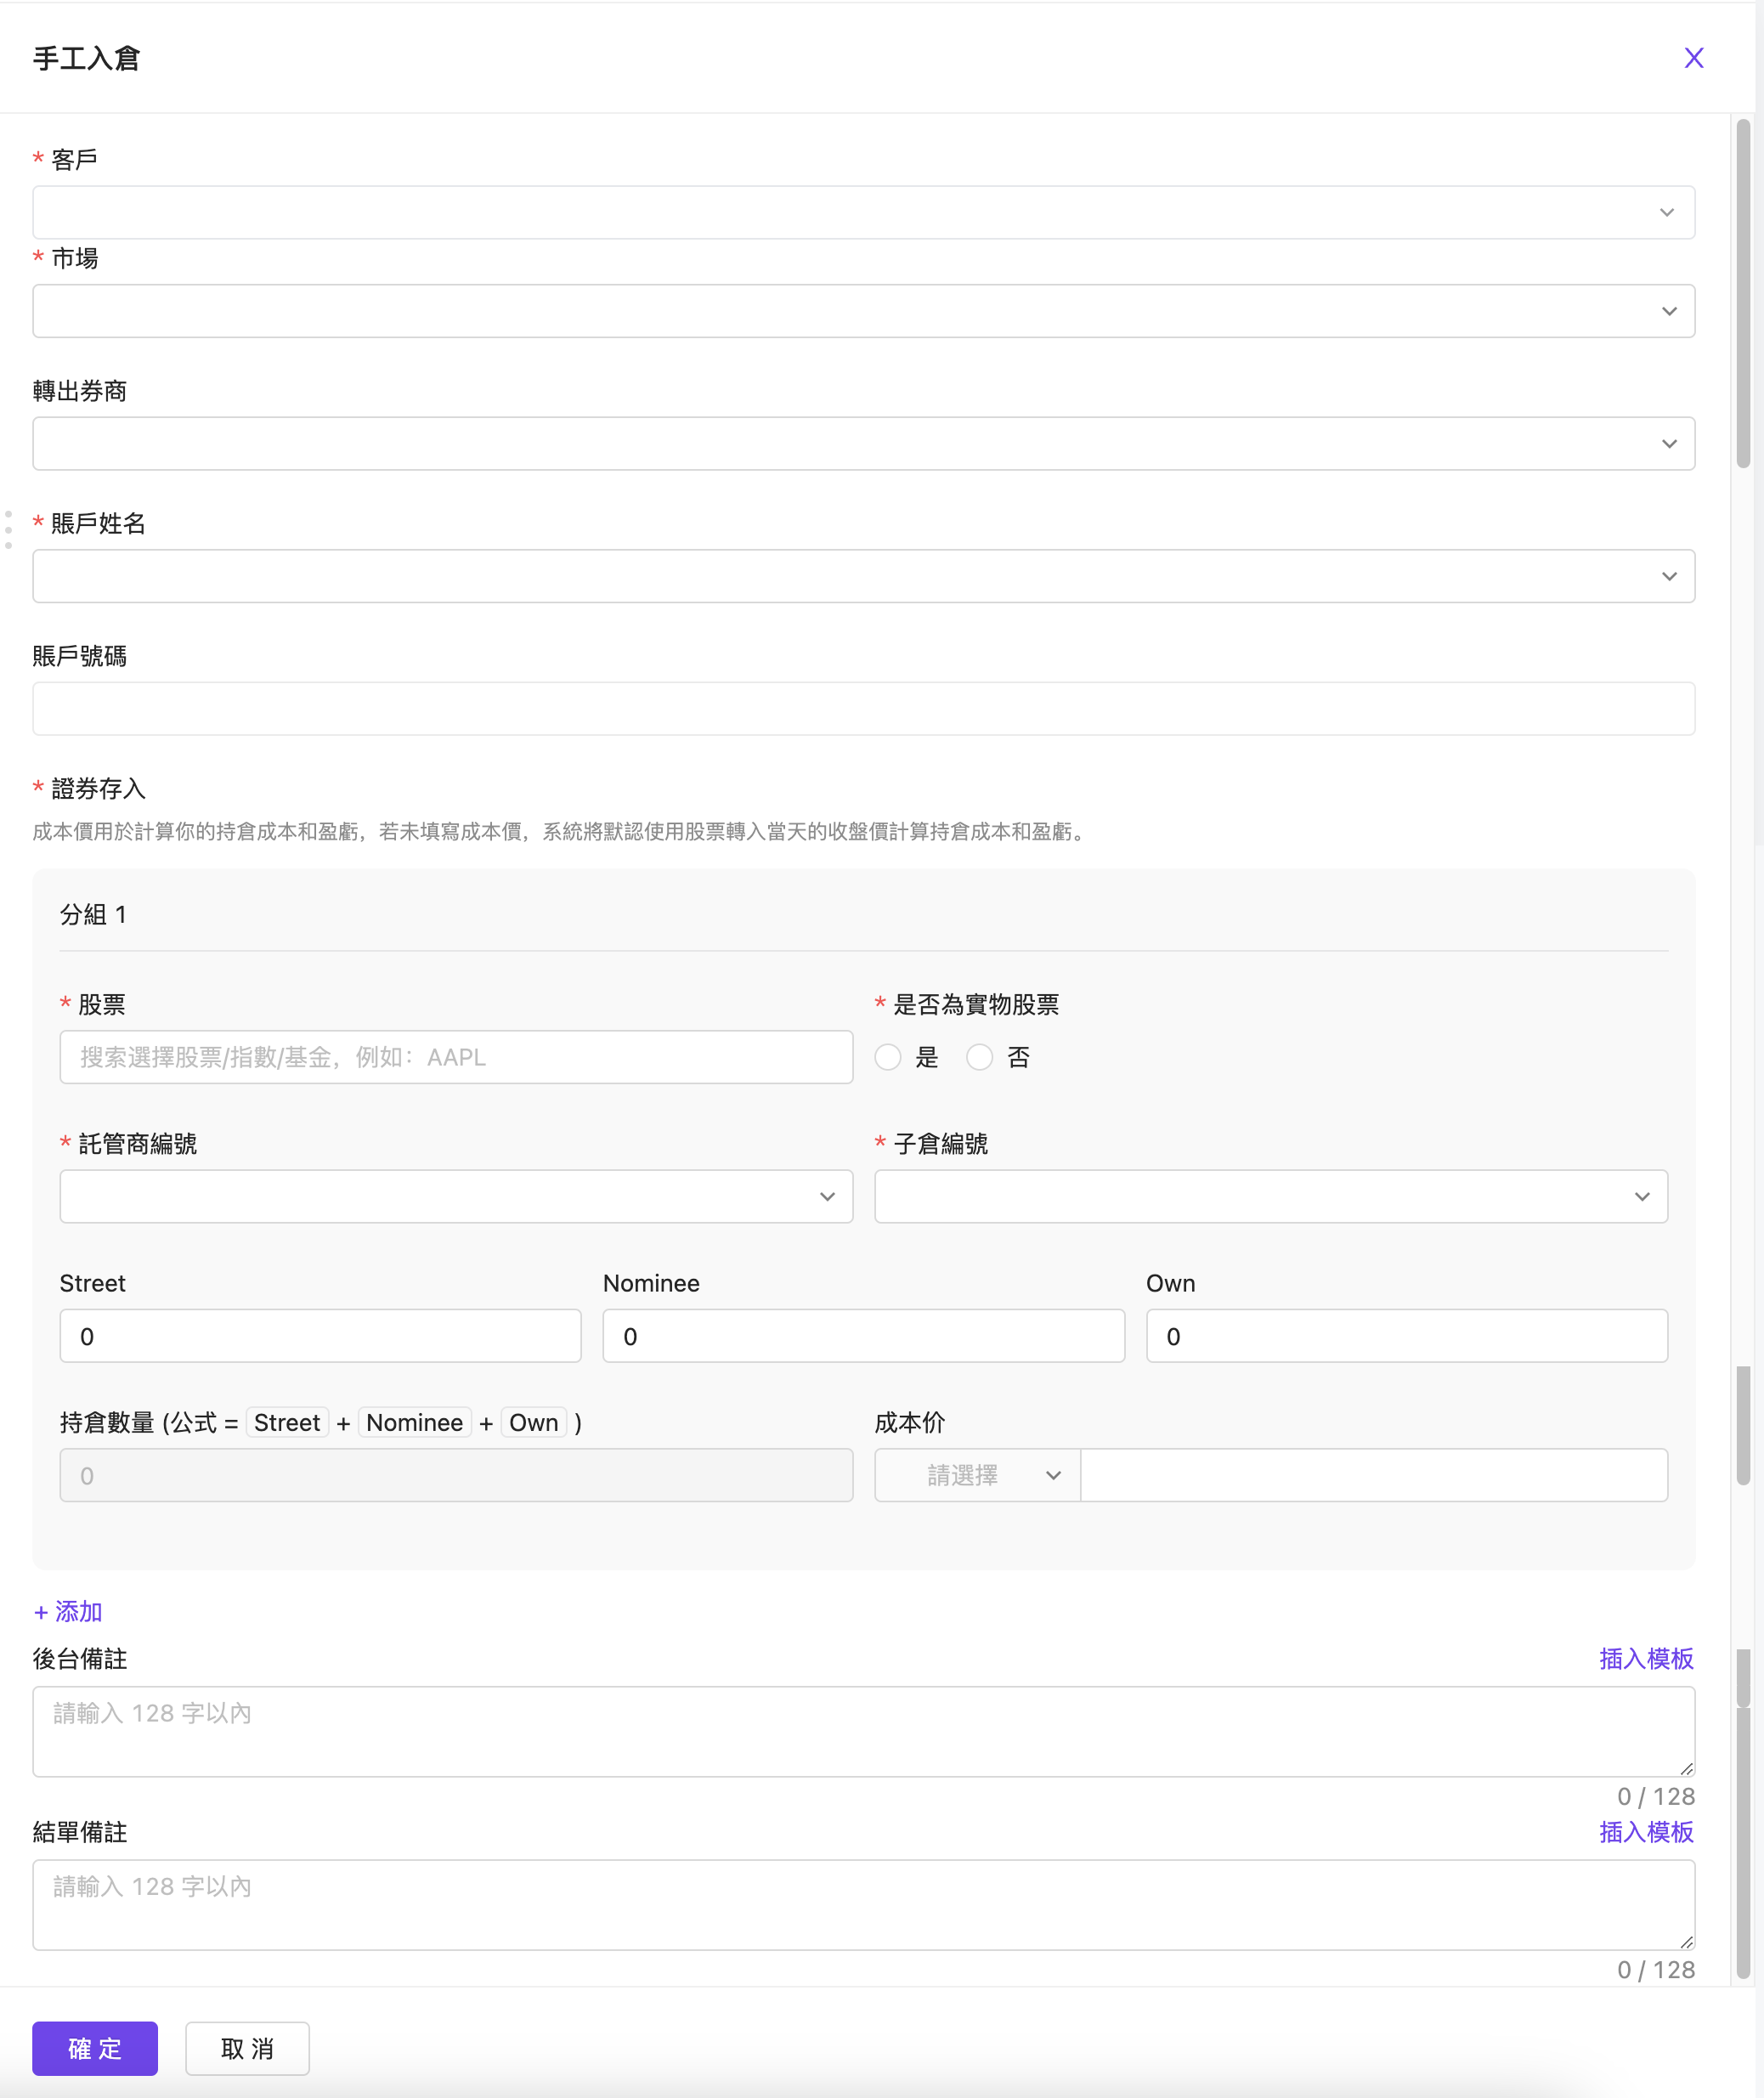 手工入倉
* 客戶
* 市場
轉出券商
* 賬戶姓名
賬戶號碼
* 證券存入
成本價用於計算你的持倉成本和盈虧，若未填寫成本價，系統將默認使用股票轉入當天的收盤價計算持倉成本和盈虧。
分組 1
* 股票 * 是否為實物股票
搜索選擇股票/指數/基金，例如：AAPL 是 否
* 託管商編號 * 子倉編號
Street Nominee Own
0 0 0
持倉數量 (公式 = Street + Nominee + Own ) 成本价
0 請選擇
+ 添加
後台備註 插入模板
請輸入 128 字以內
0 / 128
結單備註 插入模板
請輸入 128 字以內
0 / 128
確 定 取 消